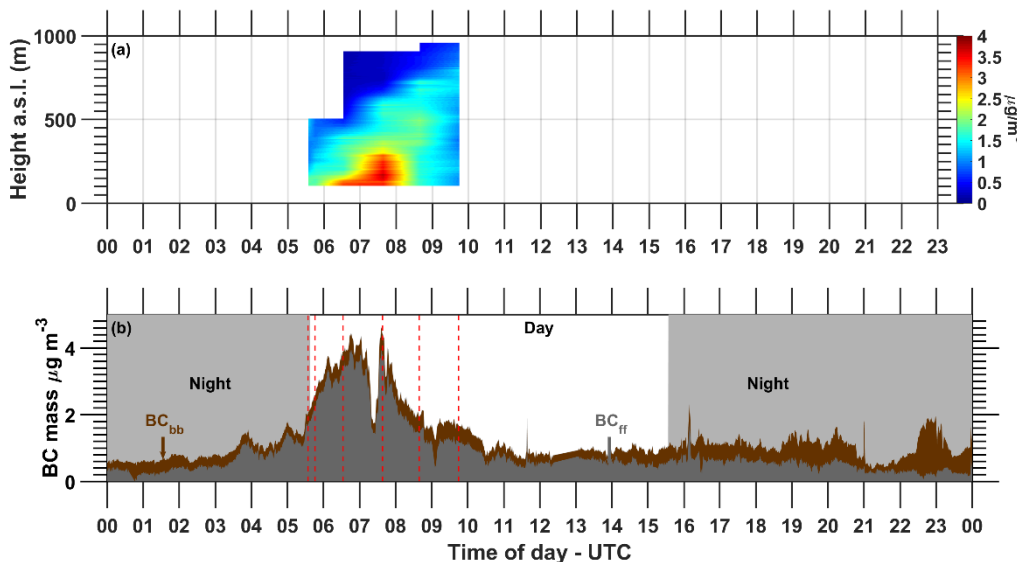 1000
(a)
500
0
Height a.s.l. (m)
00 01 02 03 04 05 06 07 08 09 10 11 12 13 14 15 16 17 18 19 20 21 22 23
4
3.5
3
2.5
2
1.5
1
0.5
0
μg/m
(b)
Day
Night
Night
BCbb
BCff
4
2
0
BC mass μg m-3
00 01 02 03 04 05 06 07 08 09 10 11 12 13 14 15 16 17 18 19 20 21 22 23 00
Time of day - UTC